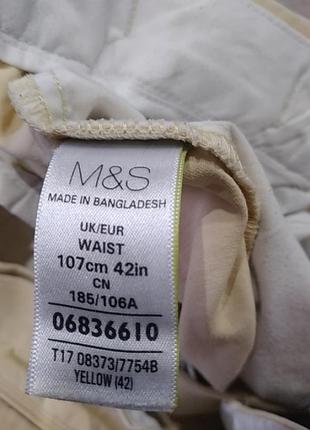 M&S
MADE IN BANGLADESH
UK/EUR
WAIST
107cm 42in
CN
185/106A
06836610
T17 08373/7754B
YELLOW (42)